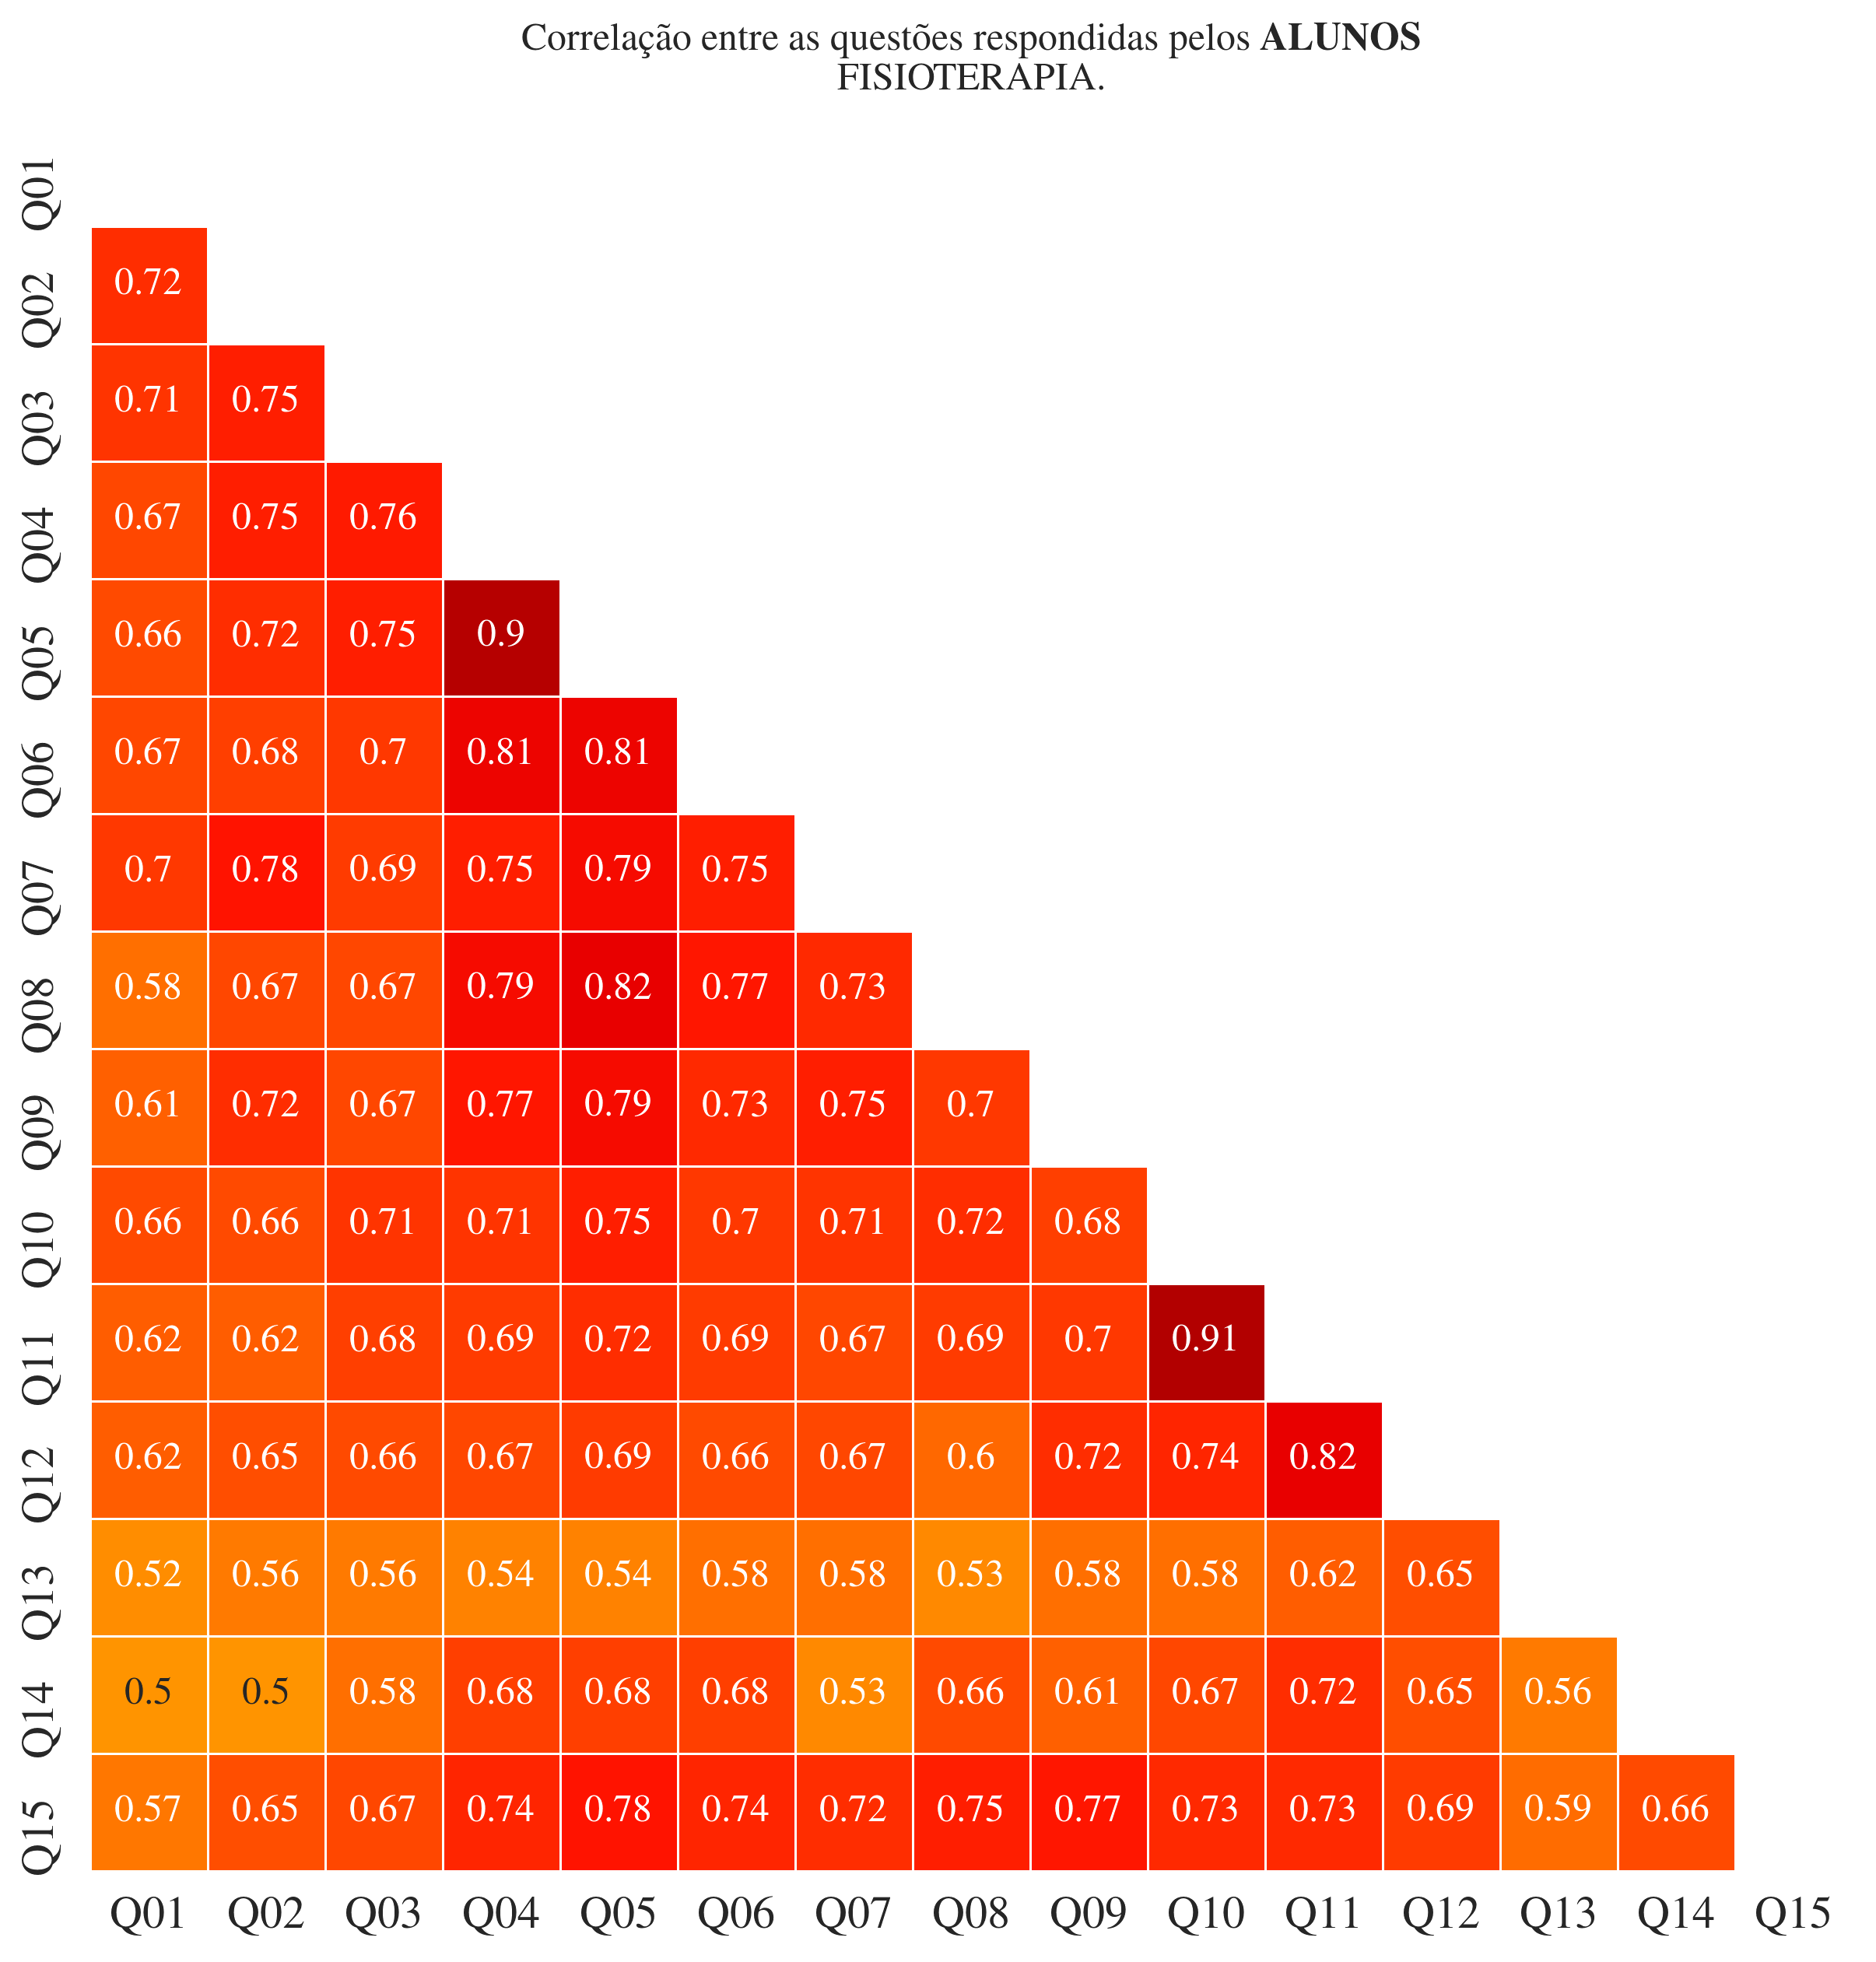 Correlação entre as questões respondidas pelos ALUNOS
FISIOTERAPIA.
Q01
Q02 0.72
Q03 0.71 0.75
Q04 0.67 0.75 0.76
Q05 0.66 0.72 0.75 0.9
Q06 0.67 0.68 0.7 0.81 0.81
Q07 0.7 0.78 0.69 0.75 0.79 0.75
Q08 0.58 0.67 0.67 0.79 0.82 0.77 0.73
Q09 0.61 0.72 0.67 0.77 0.79 0.73 0.75 0.7
Q10 0.66 0.66 0.71 0.71 0.75 0.7 0.71 0.72 0.68
Q11 0.62 0.62 0.68 0.69 0.72 0.69 0.67 0.69 0.7 0.91
Q12 0.62 0.65 0.66 0.67 0.69 0.66 0.67 0.6 0.72 0.74 0.82
Q13 0.52 0.56 0.56 0.54 0.54 0.58 0.58 0.53 0.58 0.58 0.62 0.65
Q14 0.5 0.5 0.58 0.68 0.68 0.68 0.53 0.66 0.61 0.67 0.72 0.65 0.56
Q15 0.57 0.65 0.67 0.74 0.78 0.74 0.72 0.75 0.77 0.73 0.73 0.69 0.59 0.66
Q01 Q02 Q03 Q04 Q05 Q06 Q07 Q08 Q09 Q10 Q11 Q12 Q13 Q14 Q15